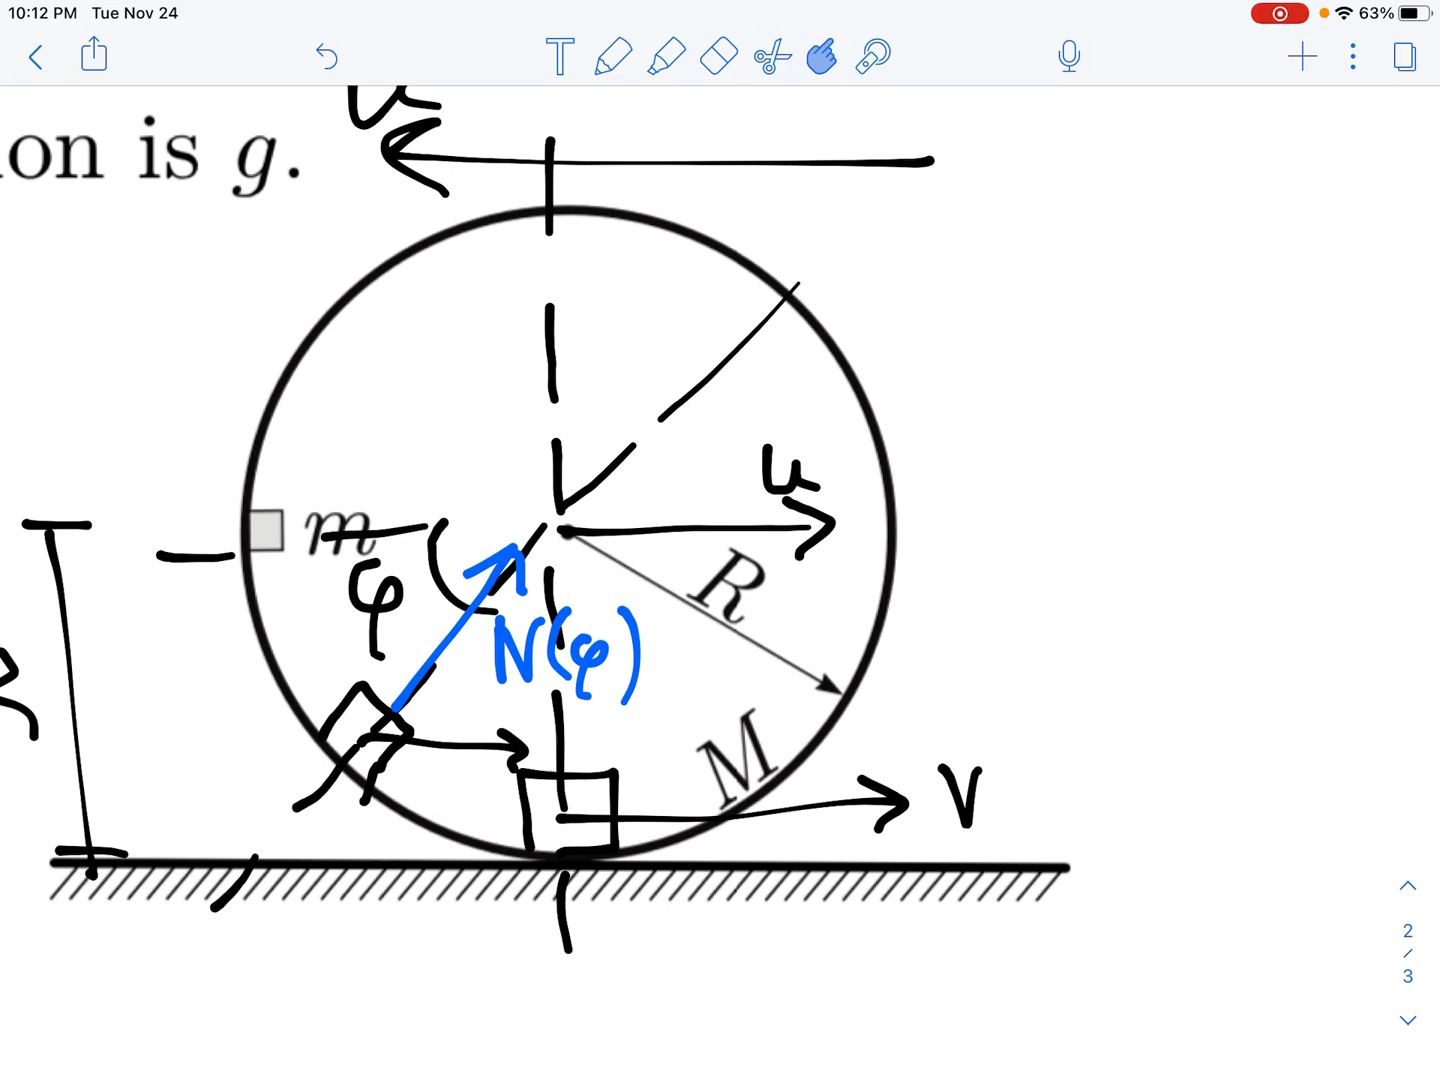 10:12 PM Tue Nov 24 63%
T
on is g.
u
u
m
φ
R
N(φ)
M
V
2
/
3